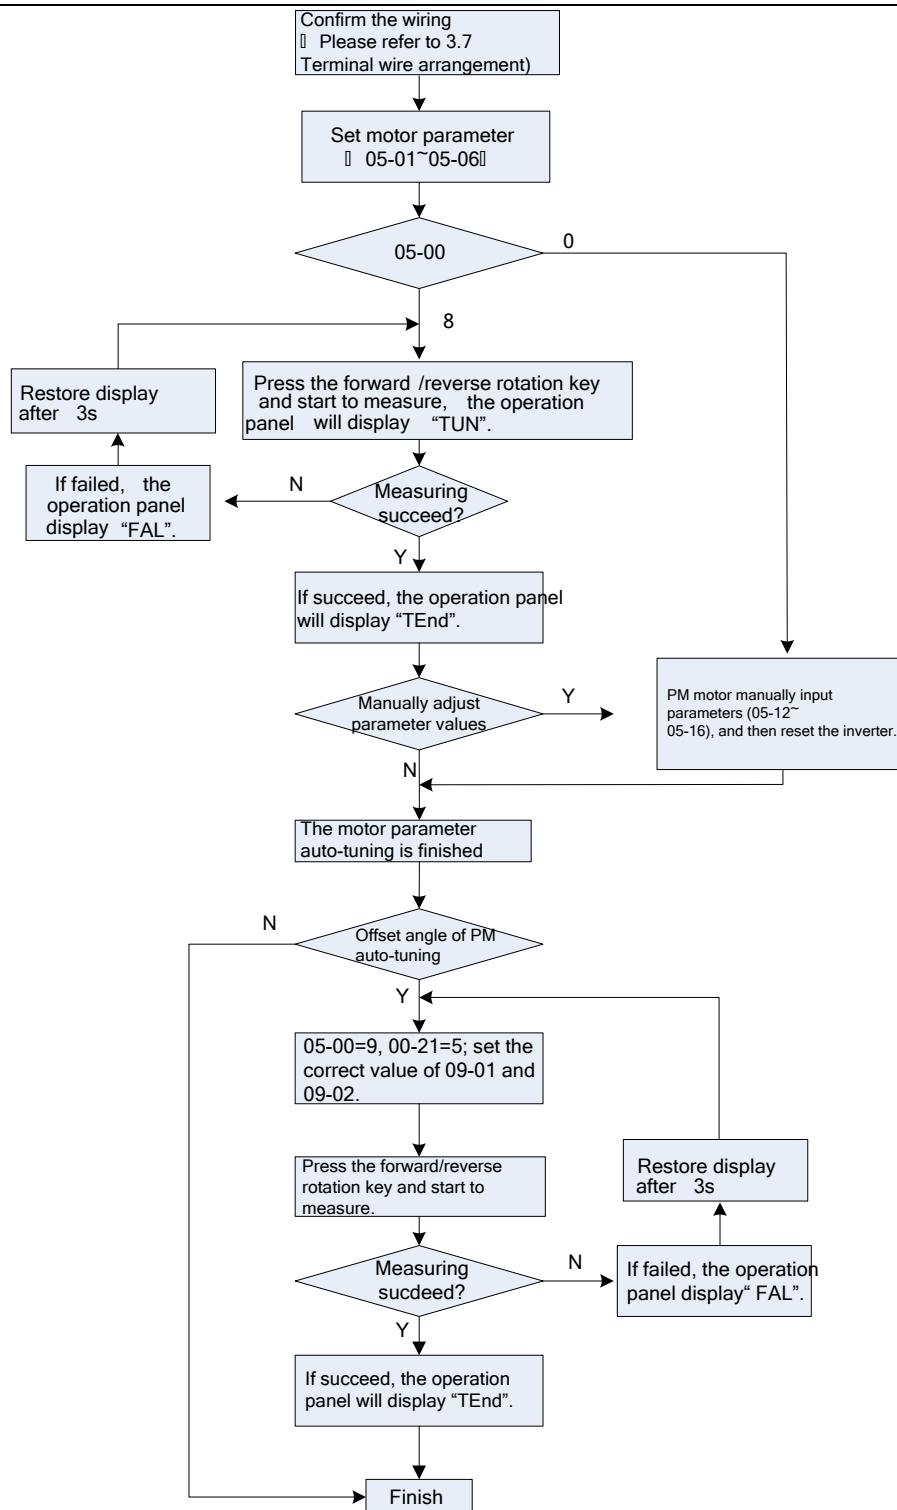 Confirm the wiring
▯ Please refer to 3.7
Terminal wire arrangement)
Set motor parameter
▯ 05-01~05-06▯
05-00
0
8
Restore display
after 3s
Press the forward /reverse rotation key
and start to measure, the operation
panel will display “TUN”.
If failed, the
operation panel
display “FAL”.
N
Measuring
succeed?
Y
If succeed, the operation panel
will display “TEnd”.
Manually adjust
parameter values
Y
PM motor manually input
parameters (05-12~
05-16), and then reset the inverter.
N
The motor parameter
auto-tuning is finished
N
Offset angle of PM
auto-tuning
Y
05-00=9, 00-21=5; set the
correct value of 09-01 and
09-02.
Press the forward/reverse
rotation key and start to
measure.
Restore display
after 3s
Measuring
sucdeed?
N
If failed, the operation
panel display“ FAL”.
Y
If succeed, the operation
panel will display “TEnd”.
Finish